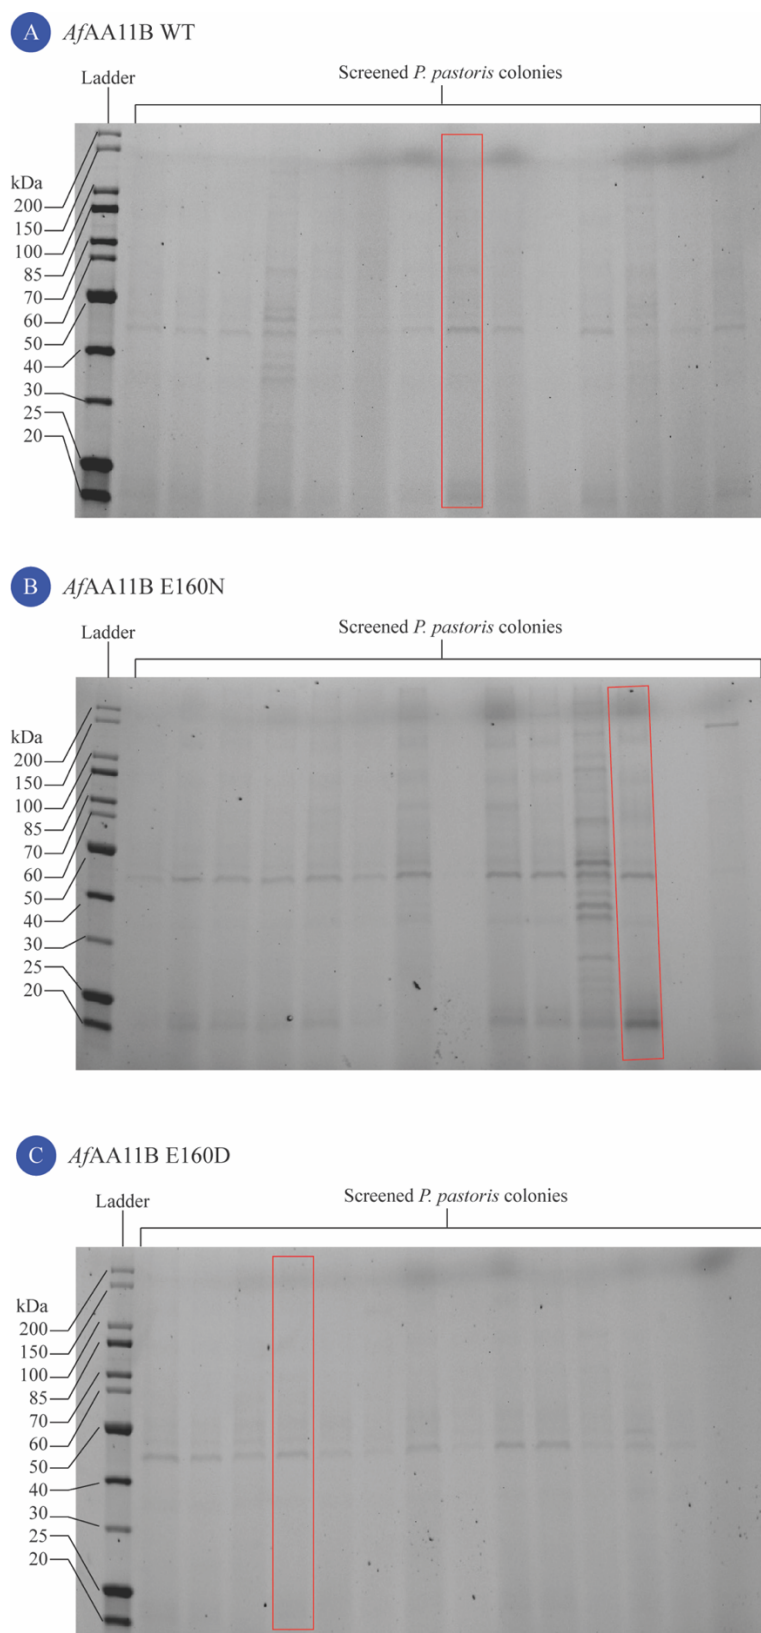 A AfAA11B WT
Ladder
Screened P. pastoris colonies
kDa
200
150
100
85
70
60
50
40
30
25
20
B AfAA11B E160N
Ladder
Screened P. pastoris colonies
kDa
200
150
100
85
70
60
50
40
30
25
20
C AfAA11B E160D
Ladder
Screened P. pastoris colonies
kDa
200
150
100
85
70
60
50
40
30
25
20